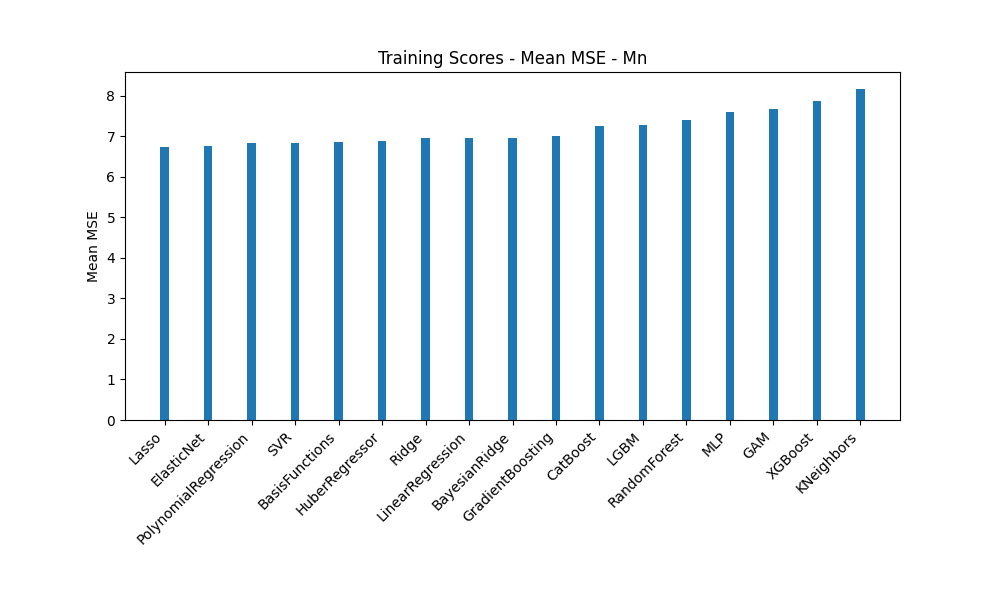 Training Scores - Mean MSE - Mn
Mean MSE
8
7
6
5
4
3
2
1
0
Lasso
ElasticNet
PolynomialRegression
SVR
BasisFunctions
HuberRegressor
Ridge
LinearRegression
BayesianRidge
GradientBoosting
CatBoost
LGBM
RandomForest
MLP
GAM
XGBoost
KNeighbors